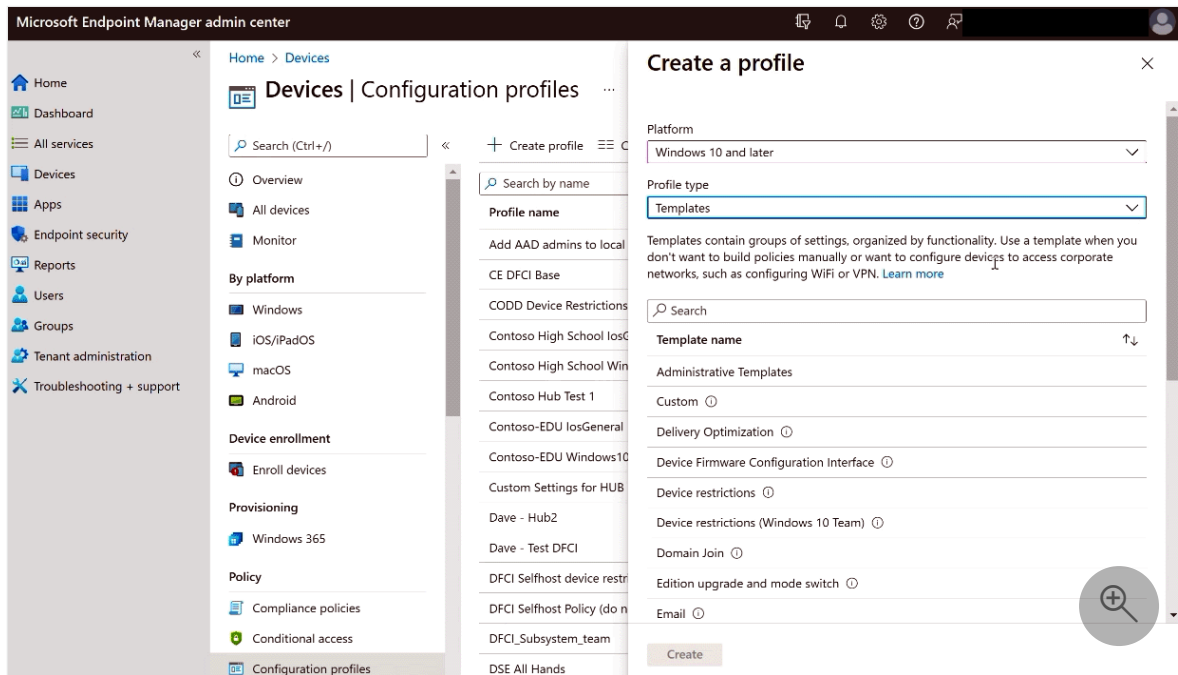 Microsoft Endpoint Manager admin center
Home
Dashboard
All services
Devices
Apps
Endpoint security
Reports
Users
Groups
Tenant administration
Troubleshooting + support
Home > Devices
Devices | Configuration profiles ...
Search (Ctrl+/)
Overview
All devices
Monitor
By platform
Windows
iOS/iPadOS
macOS
Android
Device enrollment
Enroll devices
Provisioning
Windows 365
Policy
Compliance policies
Conditional access
Configuration profiles
+ Create profile
Search by name
Profile name
Add AAD admins to local
CE DFCI Base
CODD Device Restrictions
Contoso High School IosG
Contoso High School Win
Contoso Hub Test 1
Contoso-EDU IosGeneral
Contoso-EDU Windows10
Custom Settings for HUB
Dave - Hub2
Dave - Test DFCI
DFCI Selfhost device restri
DFCI Selfhost Policy (do n
DFCI_Subsystem_team
DSE All Hands
Create a profile
Platform
Windows 10 and later
Profile type
Templates
Templates contain groups of settings, organized by functionality. Use a template when you
don't want to build policies manually or want to configure devices to access corporate
networks, such as configuring WiFi or VPN. Learn more
Search
Template name
Administrative Templates
Custom
Delivery Optimization
Device Firmware Configuration Interface
Device restrictions
Device restrictions (Windows 10 Team)
Domain Join
Edition upgrade and mode switch
Email
Create